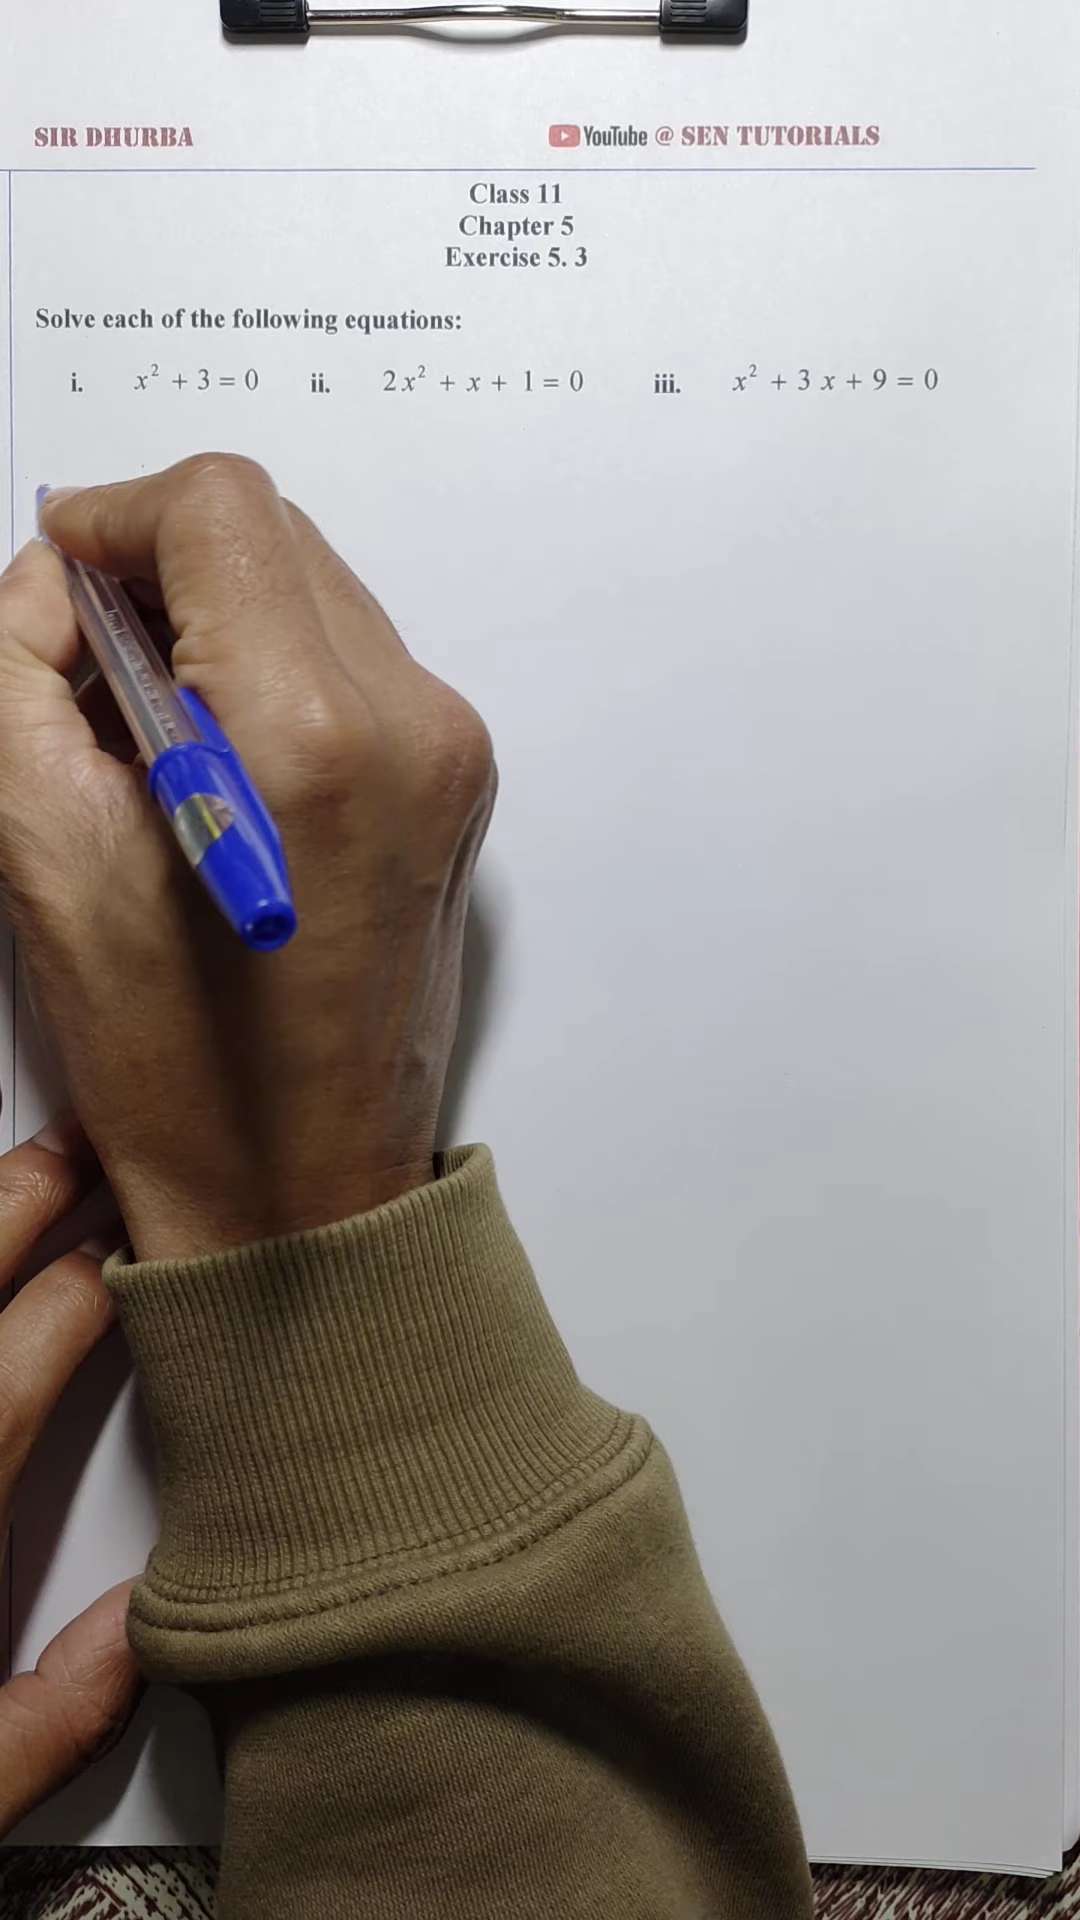 SIR DHURBA YouTube @ SEN TUTORIALS
Class 11
Chapter 5
Exercise 5. 3
Solve each of the following equations:
i. x² + 3 = 0 ii. 2x² + x + 1 = 0 iii. x² + 3 x + 9 = 0